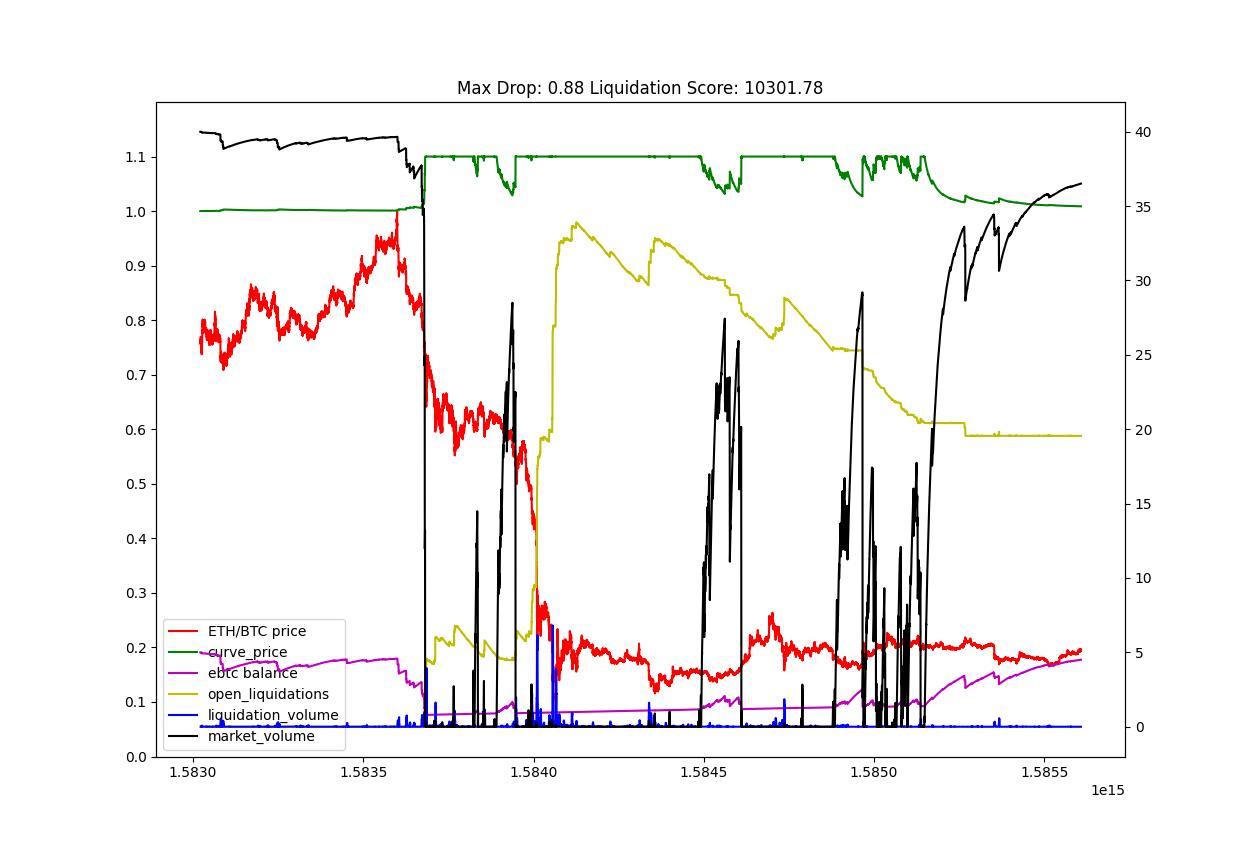 Max Drop: 0.88 Liquidation Score: 10301.78
1.1
1.0
0.9
0.8
0.7
0.6
0.5
0.4
0.3
0.2
0.1
0.0
40
35
30
25
20
15
10
5
0
ETH/BTC price
curve_price
ebtc balance
open_liquidations
liquidation_volume
market_volume
1.5830 1.5835 1.5840 1.5845 1.5850 1.5855
1e15